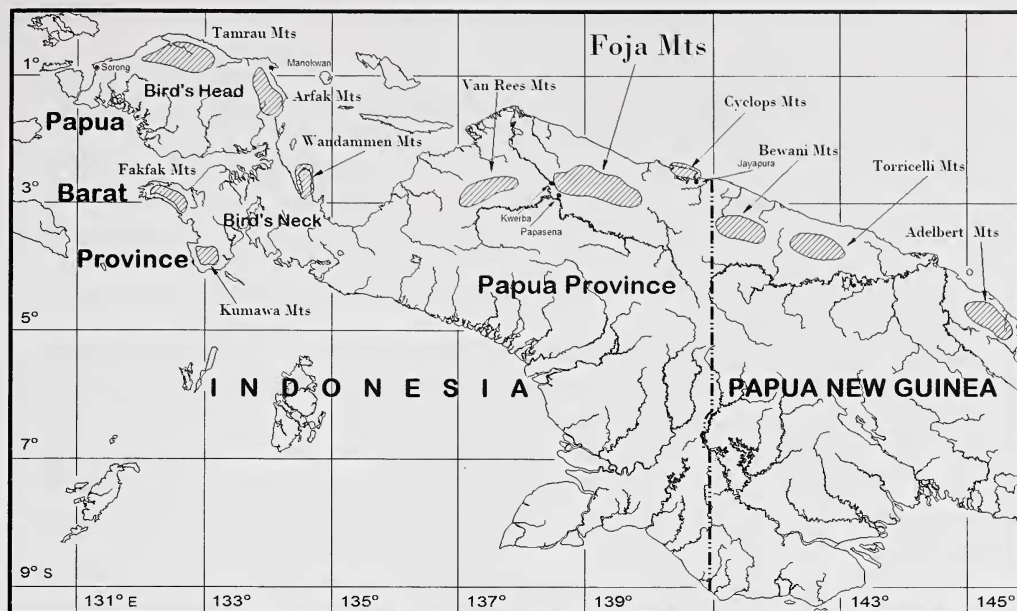 Tamrau Mts
Foja Mts
1°
Sorong
Manokwari
Bird's Head
Van Rees Mts
Arfak Mts
Cyclops Mts
Papua
Wandammen Mts
Jayapura
Bewani Mts
Torricelli Mts
Fakfak Mts
3°
Barat
Bird's Neck
Kwerba
Papasena
Adelbert Mts
Province
Papua Province
Kumawa Mts
5°
INDONESIA
PAPUA NEW GUINEA
7°
9° S
131° E
133°
135°
137°
139°
143°
145°